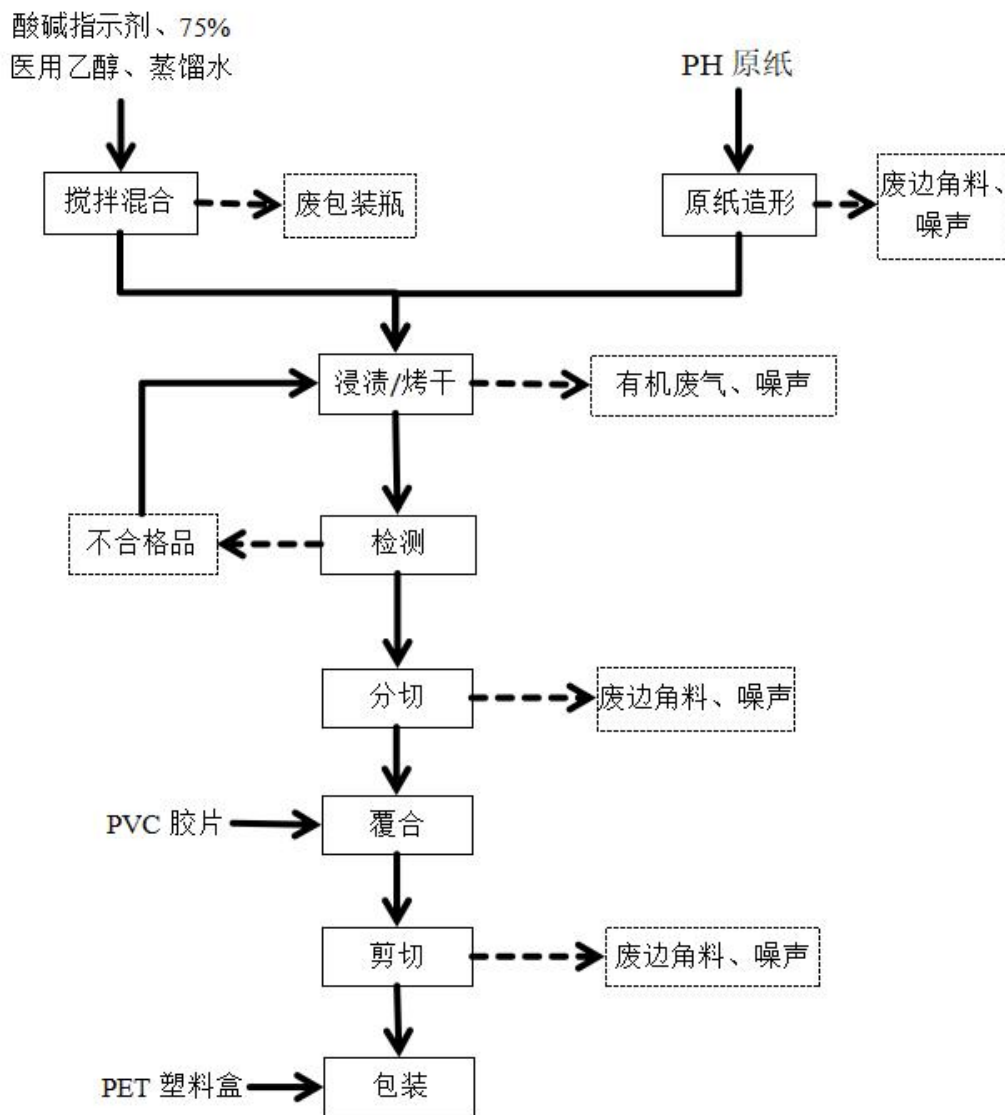 酸碱指示剂、75%
医用乙醇、蒸馏水
PH 原纸
搅拌混合
废包装瓶
原纸造形
废边角料、
噪声
浸渍/烤干
有机废气、噪声
不合格品
检测
分切
废边角料、噪声
PVC 胶片
覆合
剪切
废边角料、噪声
PET 塑料盒
包装